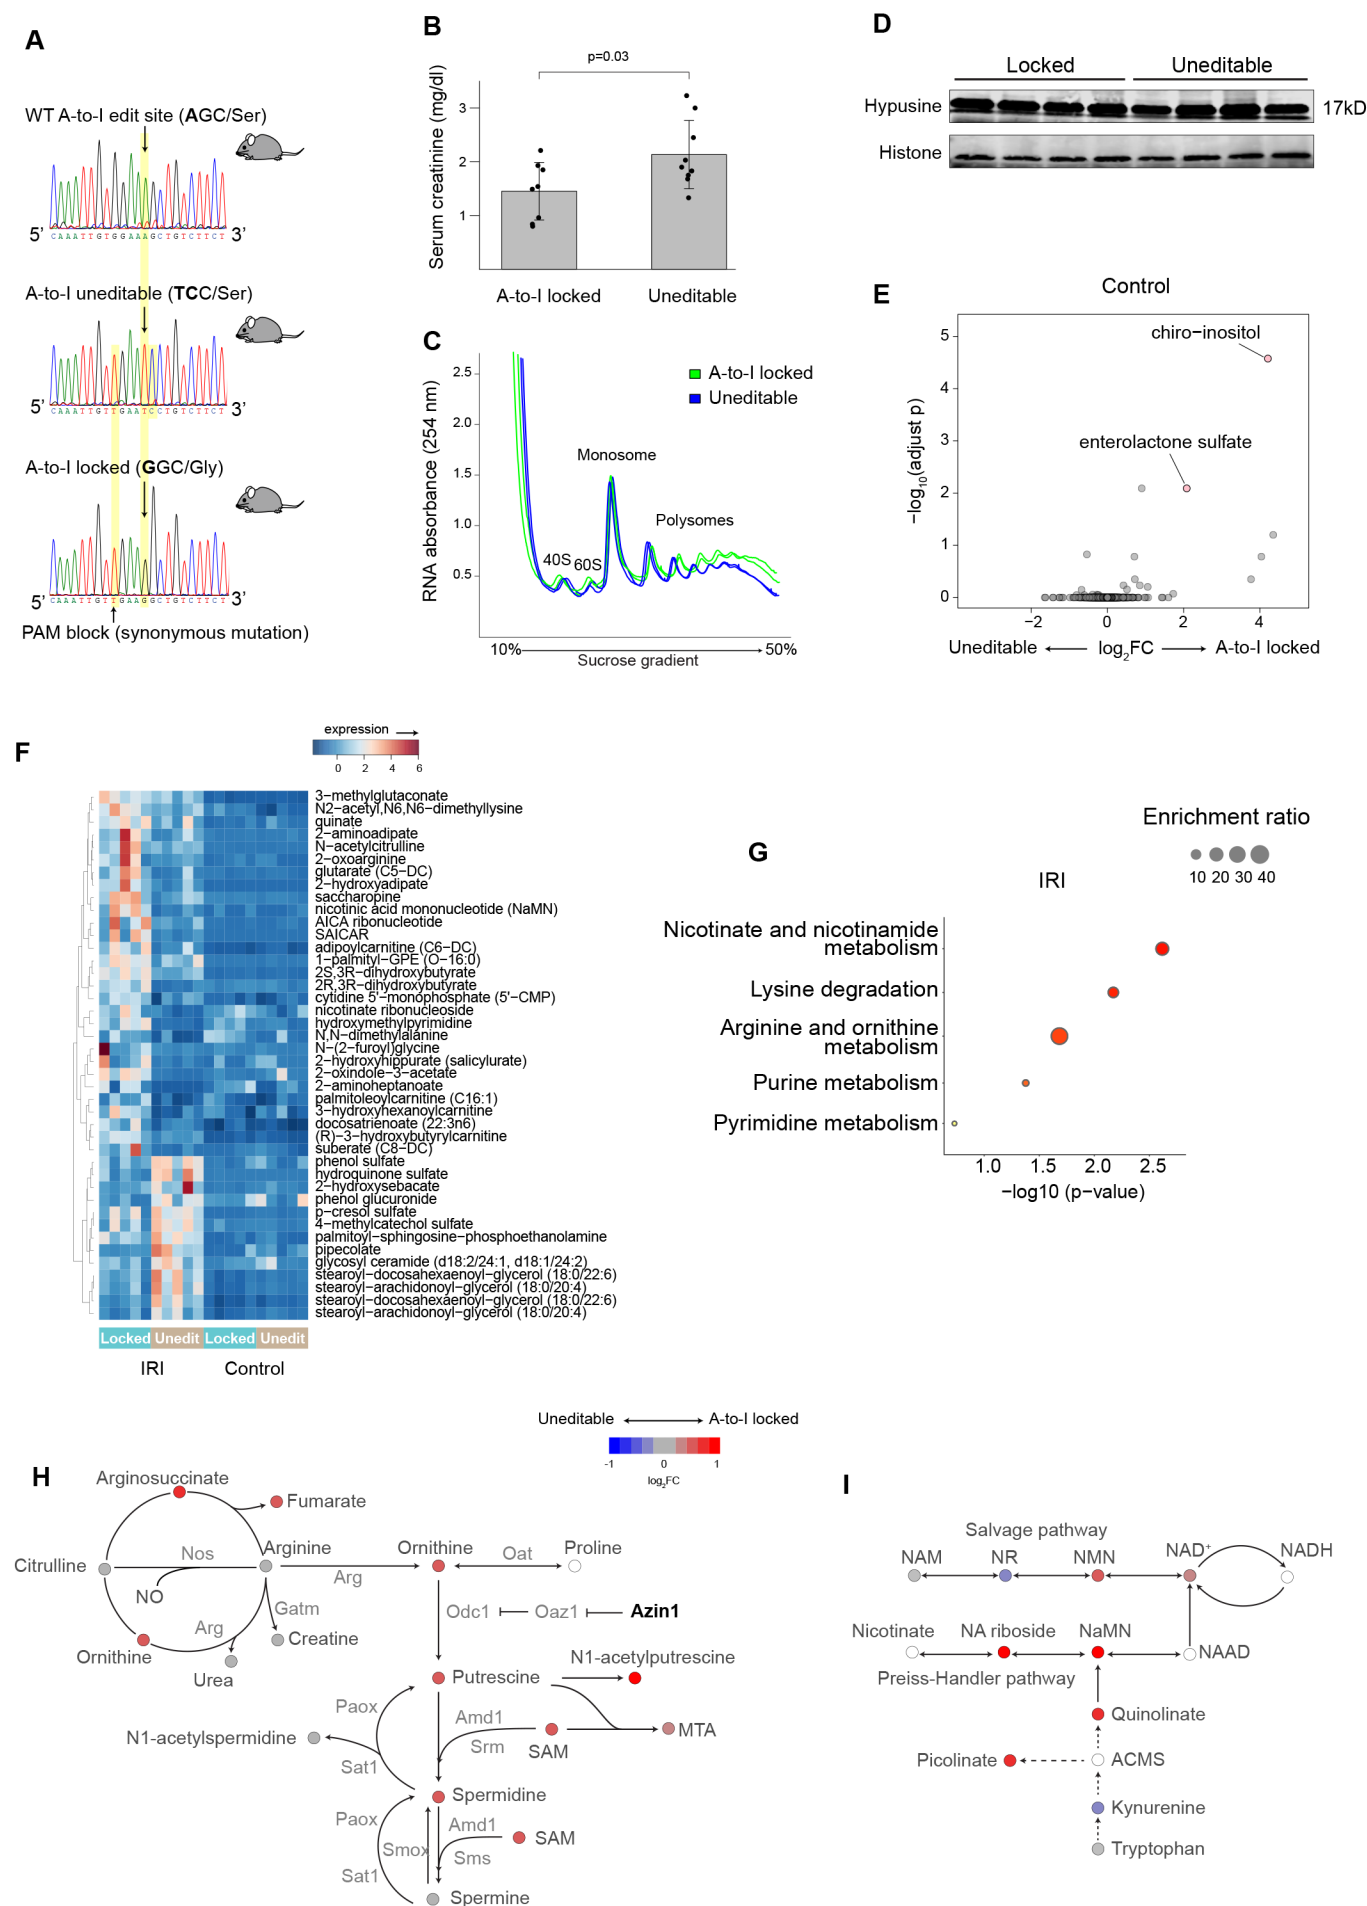 A
WT A-to-I edit site (AGC/Ser)
5' CAAATTGTGGAAAGCTGTCTTCT 3'
A-to-I uneditable (TCC/Ser)
5' CAAATTGTTGAATCCTGTCTTCT 3'
A-to-I locked (GGC/Gly)
5' CAAATTGTTGAAGGCTGTCTTCT 3'
PAM block (synonymous mutation)
B
p=0.03
Serum creatinine (mg/dl)
3
2
1
A-to-I locked
Uneditable
C
RNA absorbance (254 nm)
2.5
2.0
1.5
1.0
0.5
A-to-I locked
Uneditable
Monosome
Polysomes
40S
60S
10%
50%
Sucrose gradient
D
Locked
Uneditable
Hypusine
17kD
Histone
E
Control
−log10(adjust p)
5
4
3
2
1
0
chiro−inositol
enterolactone sulfate
−2
0
2
4
Uneditable
log2FC
A-to-I locked
F
expression
0
2
4
6
3−methylglutaconate
N2−acetyl,N6,N6−dimethyllysine
quinate
2−aminoadipate
N−acetylcitrulline
2−oxoarginine
glutarate (C5−DC)
2−hydroxyadipate
saccharopine
nicotinic acid mononucleotide (NaMN)
AICA ribonucleotide
SAICAR
adipoylcarnitine (C6−DC)
1−palmityl−GPE (O−16:0)
2S,3R−dihydroxybutyrate
2R,3R−dihydroxybutyrate
cytidine 5'−monophosphate (5'−CMP)
nicotinate ribonucleoside
hydroxymethylpyrimidine
N,N−dimethylalanine
N−(2−furoyl)glycine
2−hydroxyhippurate (salicylurate)
2−oxindole−3−acetate
2−aminoheptanoate
palmitoleoylcarnitine (C16:1)
3−hydroxyhexanoylcarnitine
docosatrienoate (22:3n6)
(R)−3−hydroxybutyrylcarnitine
suberate (C8−DC)
phenol sulfate
hydroquinone sulfate
2−hydroxysebacate
phenol glucuronide
p−cresol sulfate
4−methylcatechol sulfate
palmitoyl−sphingosine−phosphoethanolamine
pipecolate
glycosyl ceramide (d18:2/24:1, d18:1/24:2)
stearoyl−docosahexaenoyl−glycerol (18:0/22:6)
stearoyl−arachidonoyl−glycerol (18:0/20:4)
stearoyl−docosahexaenoyl−glycerol (18:0/22:6)
stearoyl−arachidonoyl−glycerol (18:0/20:4)
Locked
Unedit
Locked
Unedit
IRI
Control
G
Enrichment ratio
10 20 30 40
IRI
Nicotinate and nicotinamide
metabolism
Lysine degradation
Arginine and ornithine
metabolism
Purine metabolism
Pyrimidine metabolism
1.0
1.5
2.0
2.5
−log10 (p−value)
Uneditable
A-to-I locked
-1
0
1
log2FC
H
Arginosuccinate
Fumarate
Citrulline
Nos
Arginine
NO
Arg
Ornithine
Oat
Proline
Gatm
Arg
Creatine
Ornithine
Urea
Odc1
Oaz1
Azin1
Putrescine
N1-acetylputrescine
Paox
Amd1
N1-acetylspermidine
Srm
SAM
MTA
Sat1
Spermidine
Paox
Amd1
Smox
SAM
Sms
Sat1
Spermine
I
Salvage pathway
NAM
NR
NMN
NAD+
NADH
Nicotinate
NA riboside
NaMN
NAAD
Preiss-Handler pathway
Quinolinate
Picolinate
ACMS
Kynurenine
Tryptophan